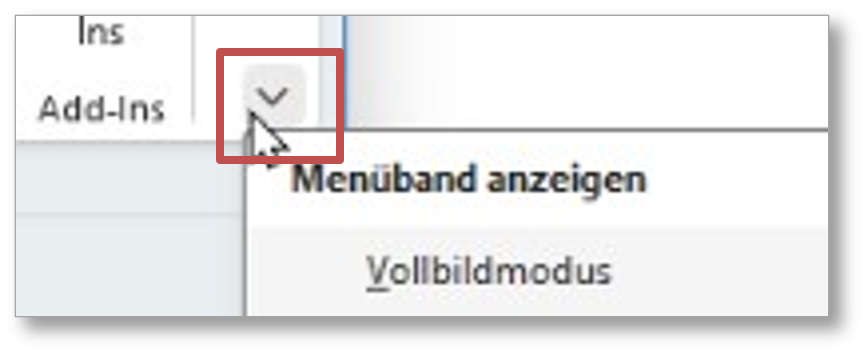 Ins
Add-Ins
Menüband anzeigen
Vollbildmodus